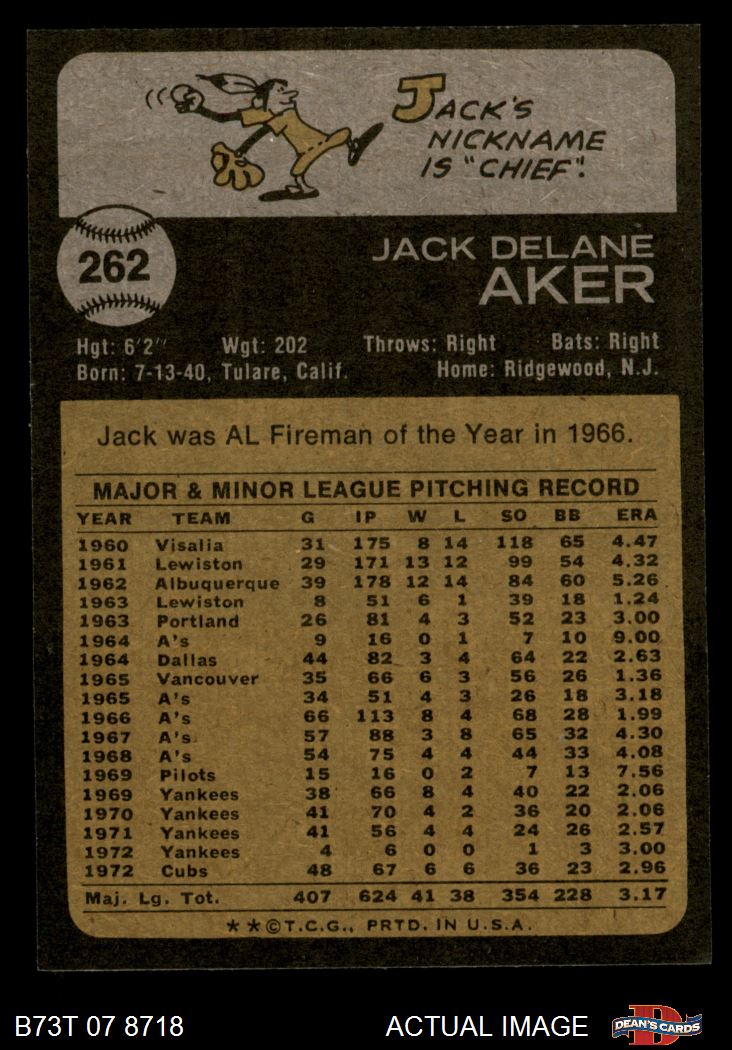 JACK'S
NICKNAME
IS "CHIEF".
262
JACK DELANE
AKER
Hgt: 6'2" Wgt: 202 Throws: Right Bats: Right
Born: 7-13-40, Tulare, Calif. Home: Ridgewood, N.J.
Jack was AL Fireman of the Year in 1966.
MAJOR & MINOR LEAGUE PITCHING RECORD
YEAR TEAM G IP W L SO BB ERA
1960 Visalia 31 175 8 14 118 65 4.47
1961 Lewiston 29 171 13 12 99 54 4.32
1962 Albuquerque 39 178 12 14 84 60 5.26
1963 Lewiston 8 51 6 1 39 18 1.24
1963 Portland 26 81 4 3 52 23 3.00
1964 A's 9 16 0 1 7 10 9.00
1964 Dallas 44 82 3 4 64 22 2.63
1965 Vancouver 35 66 6 3 56 26 1.36
1965 A's 34 51 4 3 26 18 3.18
1966 A's 66 113 8 4 68 28 1.99
1967 A's 57 88 3 8 65 32 4.30
1968 A's 54 75 4 4 44 33 4.08
1969 Pilots 15 16 0 2 7 13 7.56
1969 Yankees 38 66 8 4 40 22 2.06
1970 Yankees 41 70 4 2 36 20 2.06
1971 Yankees 41 56 4 4 24 26 2.57
1972 Yankees 4 6 0 0 1 3 3.00
1972 Cubs 48 67 6 6 36 23 2.96
Maj. Lg. Tot. 407 624 41 38 354 228 3.17
**©T.C.G., PRTD. IN U.S.A.
B73T 07 8718 ACTUAL IMAGE
DEAN'S CARDS